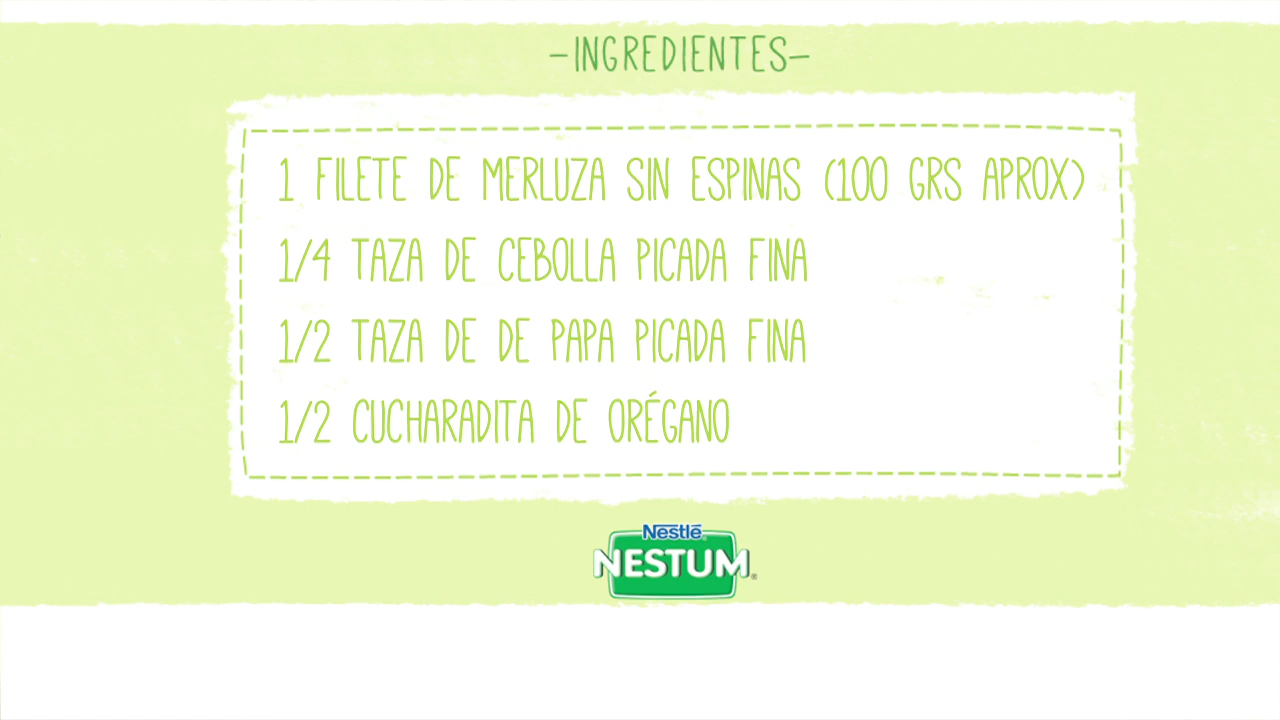 -INGREDIENTES-
1 FILETE DE MERLUZA SIN ESPINAS (100 GRS APROX)
1/4 TAZA DE CEBOLLA PICADA FINA
1/2 TAZA DE DE PAPA PICADA FINA
1/2 CUCHARADITA DE ORÉGANO
Nestlé
NESTUM®